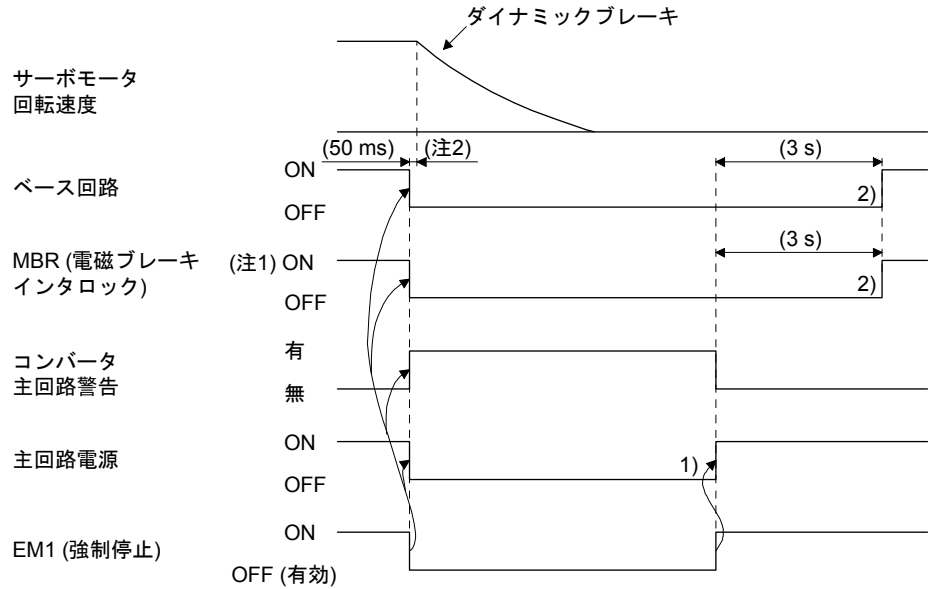 ダイナミックブレーキ
サーボモータ
回転速度
(50 ms)
(注2)
(3 s)
ベース回路
ON
OFF
2)
(3 s)
MBR (電磁ブレーキ
インタロック)
(注1) ON
OFF
2)
コンバータ
主回路警告
有
無
主回路電源
ON
OFF
1)
EM1 (強制停止)
ON
OFF (有効)